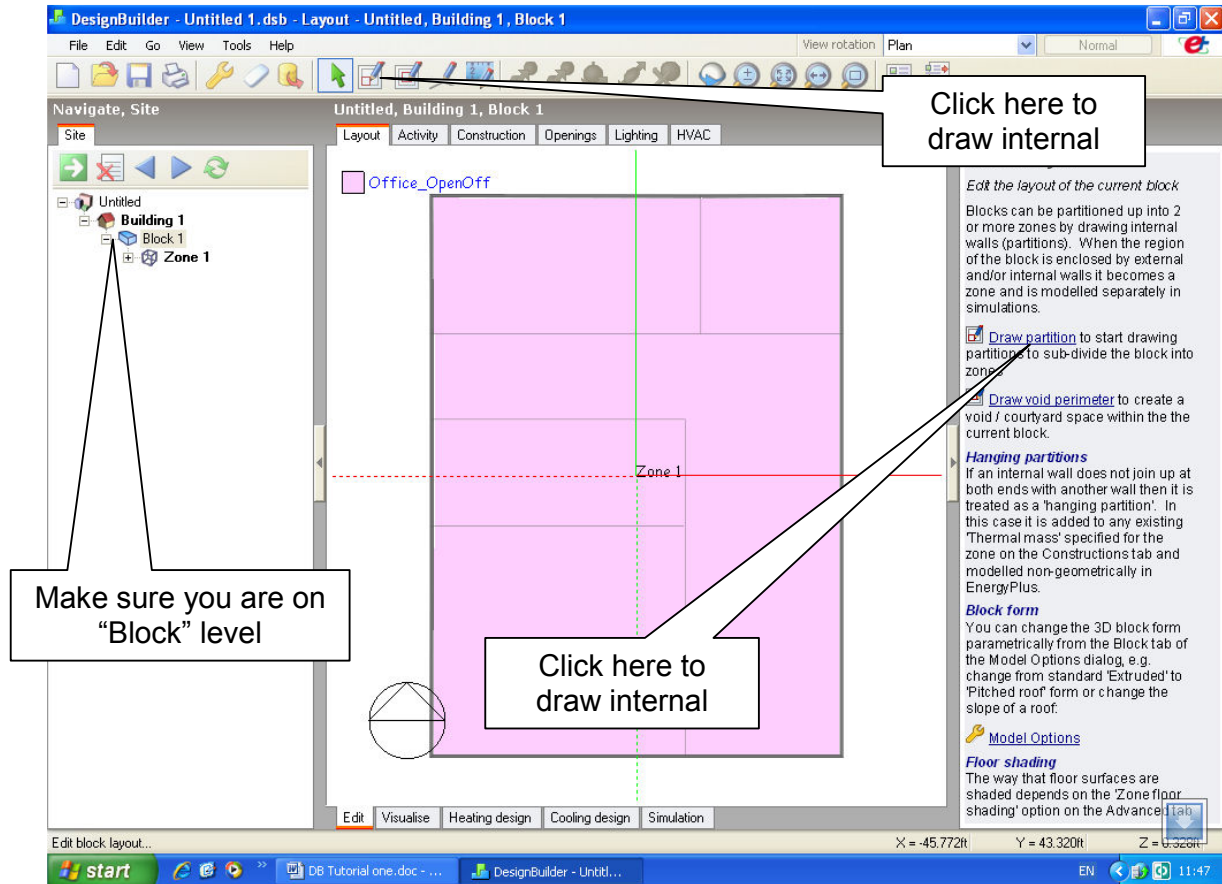 DesignBuilder - Untitled 1.dsb - Layout - Untitled, Building 1, Block 1
File Edit Go View Tools Help
View rotation Plan Normal
Click here to
draw internal
Navigate, Site
Site
Untitled
Building 1
Block 1
Zone 1
Make sure you are on
“Block” level
Untitled, Building 1, Block 1
Layout Activity Construction Openings Lighting HVAC
Office_OpenOff
Zone 1
Click here to
draw internal
Edit Visualise Heating design Cooling design Simulation
Edit the layout of the current block
Blocks can be partitioned up into 2
or more zones by drawing internal
walls (partitions). When the region
of the block is enclosed by external
and/or internal walls it becomes a
zone and is modelled separately in
simulations.
Draw partition to start drawing
partitions to sub-divide the block into
zones
Draw void perimeter to create a
void / courtyard space within the the
current block.
Hanging partitions
If an internal wall does not join up at
both ends with another wall then it is
treated as a 'hanging partition'. In
this case it is added to any existing
'Thermal mass' specified for the
zone on the Constructions tab and
modelled non-geometrically in
EnergyPlus.
Block form
You can change the 3D block form
parametrically from the Block tab of
the Model Options dialog, e.g.
change from standard 'Extruded' to
'Pitched roof' form or change the
slope of a roof:
Model Options
Floor shading
The way that floor surfaces are
shaded depends on the 'Zone floor
shading' option on the Advanced tab
Edit block layout...
X = -45.772ft Y = 43.320ft Z = 0.328ft
start DB Tutorial one.doc - ... DesignBuilder - Untitl... EN 11:47